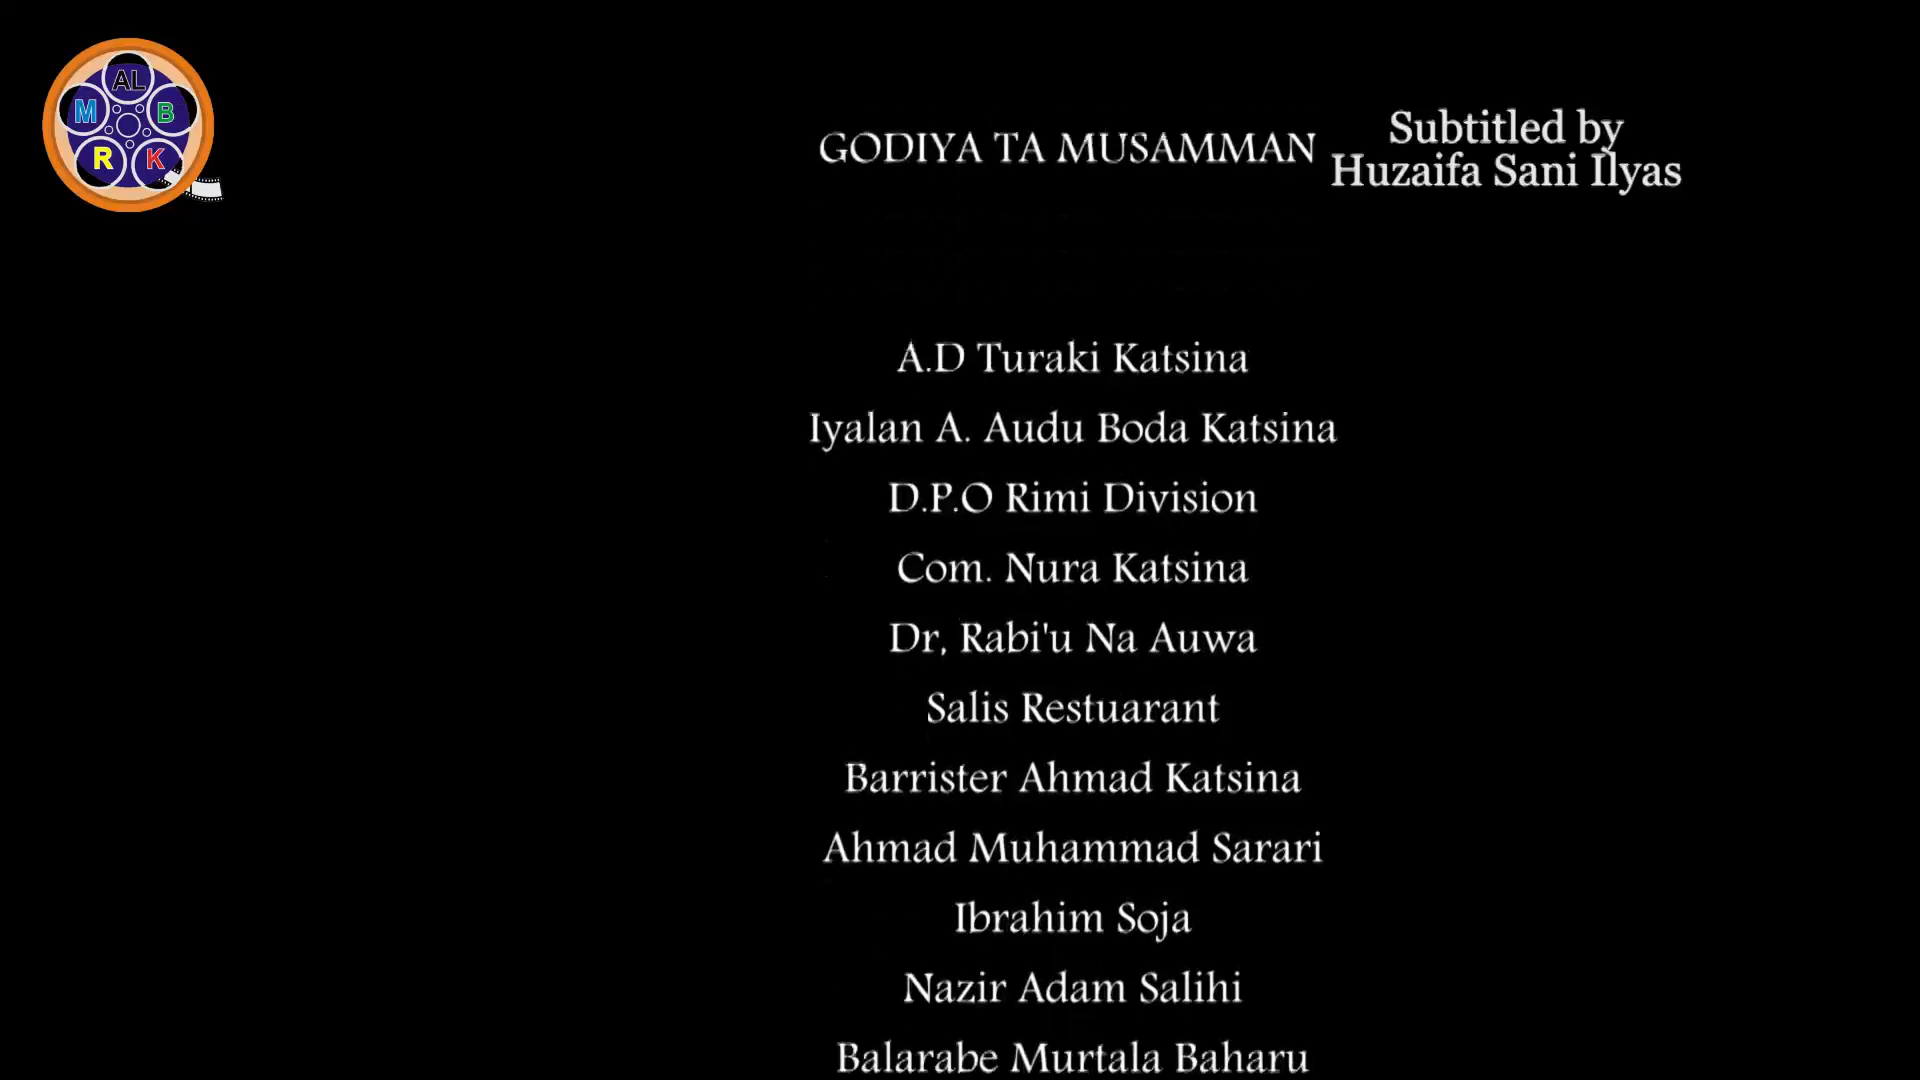 AL
M
B
R
K
GODIYA TA MUSAMMAN
Subtitled by
Huzaifa Sani Ilyas
A.D Turaki Katsina
Iyalan A. Audu Boda Katsina
D.P.O Rimi Division
Com. Nura Katsina
Dr, Rabi'u Na Auwa
Salis Restuarant
Barrister Ahmad Katsina
Ahmad Muhammad Sarari
Ibrahim Soja
Nazir Adam Salihi
Balarabe Murtala Baharu